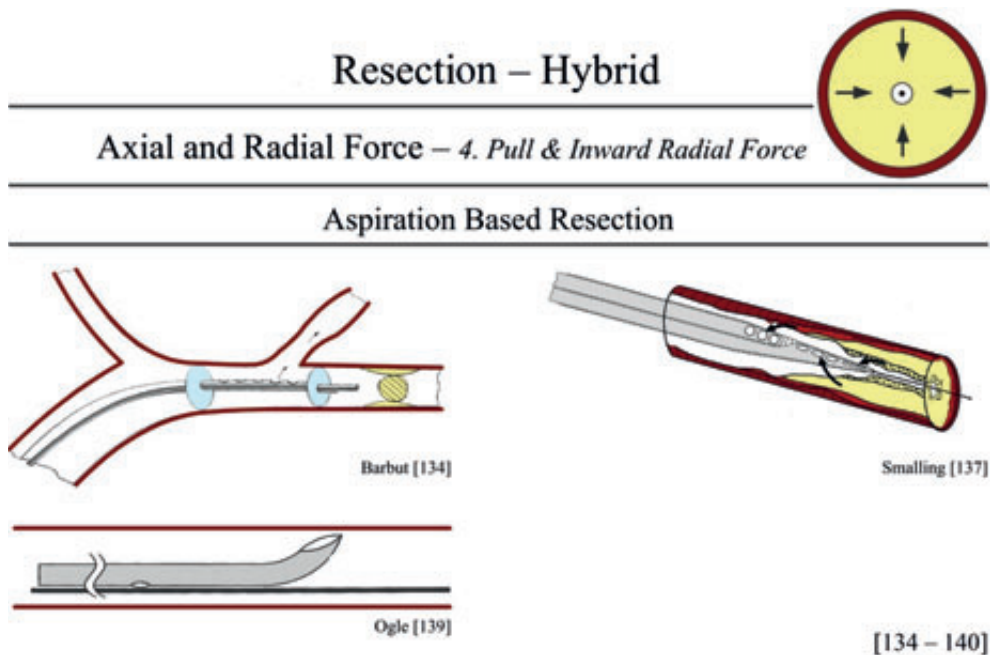 Resection – Hybrid
Axial and Radial Force – 4. Pull & Inward Radial Force
Aspiration Based Resection
Barbut [134]
Smalling [137]
Ogle [139]
[134 – 140]